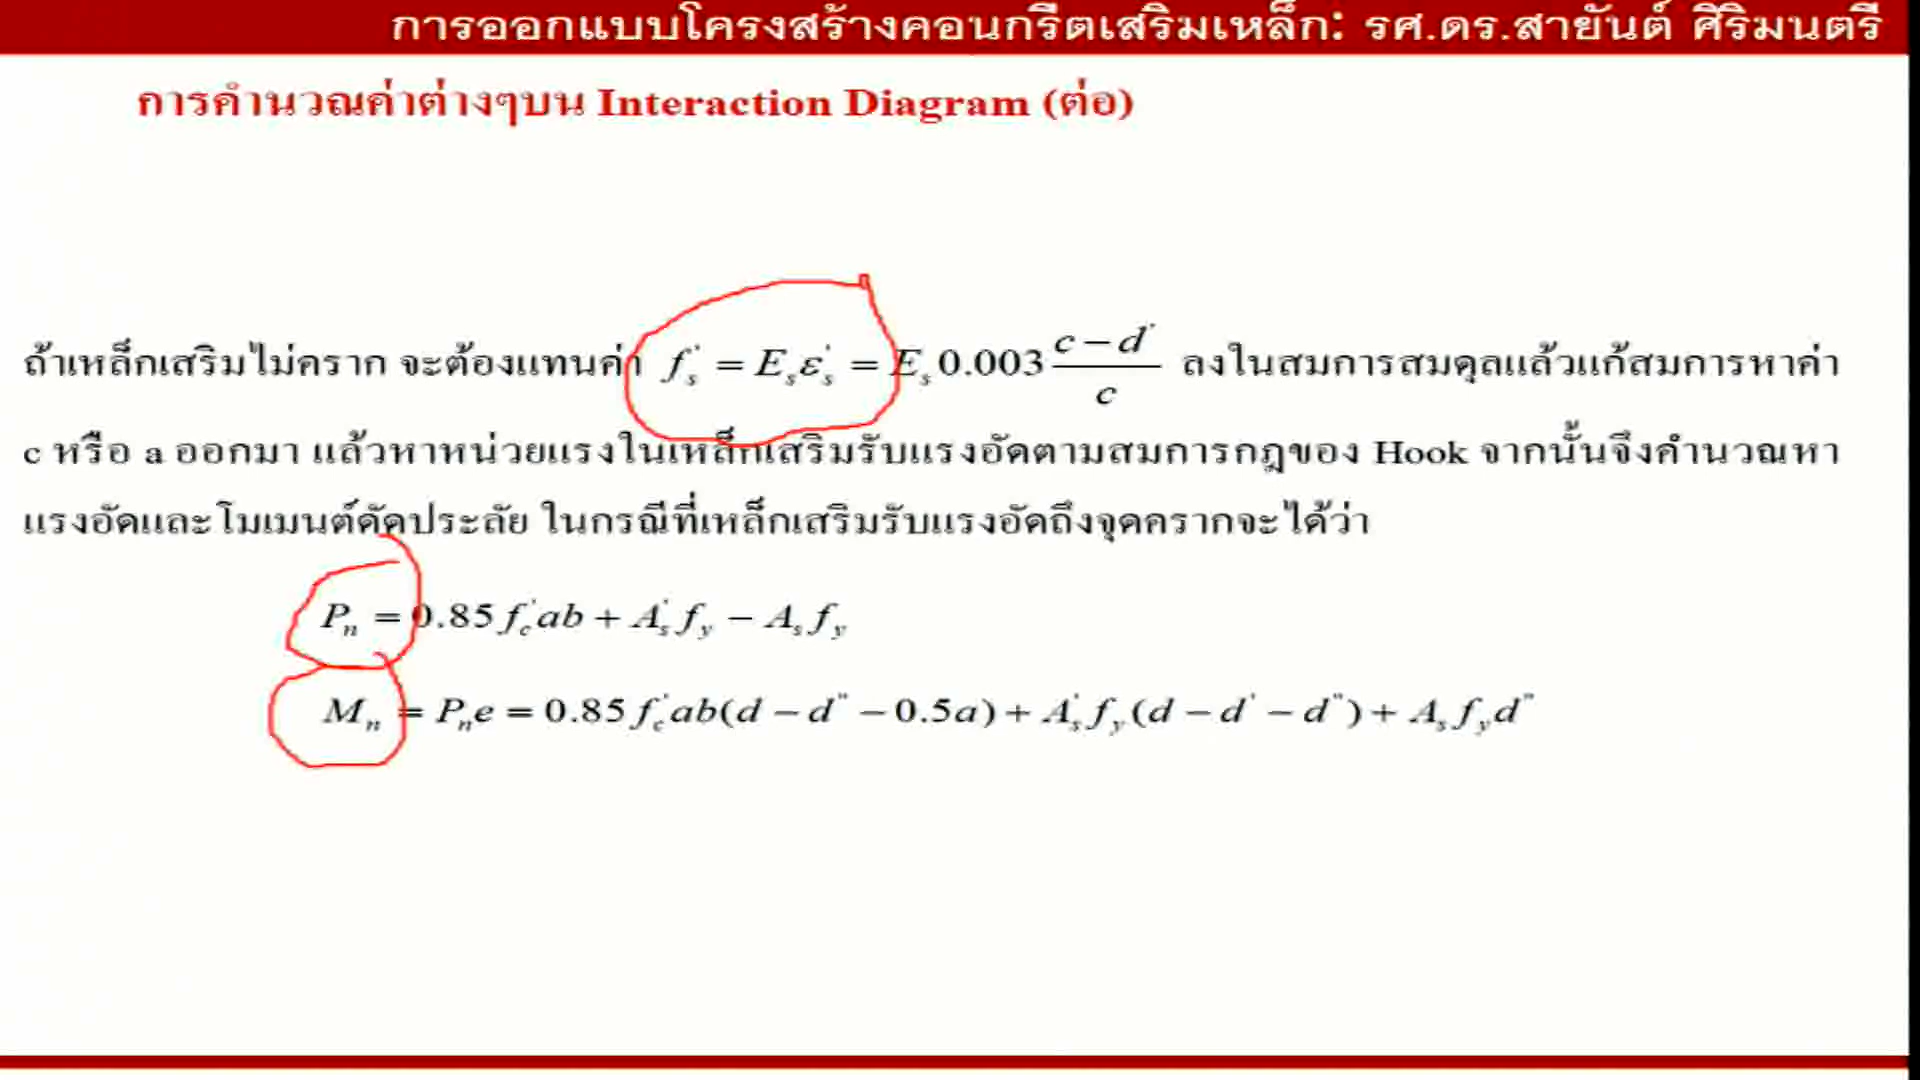 การออกแบบโครงสร้างคอนกรีตเสริมเหล็ก: รศ.ดร.สายันต์ ศิริมนตรี
การคำนวณค่าต่างๆบน Interaction Diagram (ต่อ)
ถ้าเหล็กเสริมไม่คราก จะต้องแทนค่า f's = Esε's = Es 0.003 (c − d')/c ลงในสมการสมดุลแล้วแก้สมการหาค่า
c หรือ a ออกมา แล้วหาหน่วยแรงในเหล็กเสริมรับแรงอัดตามสมการกฎของ Hook จากนั้นจึงคำนวณหา
แรงอัดและโมเมนต์ดัดประลัย ในกรณีที่เหล็กเสริมรับแรงอัดถึงจุดครากจะได้ว่า
Pn = 0.85 f'c ab + A's fy − As fy
Mn = Pn e = 0.85 f'c ab(d − d" − 0.5a) + A's fy (d − d' − d") + As fy d"